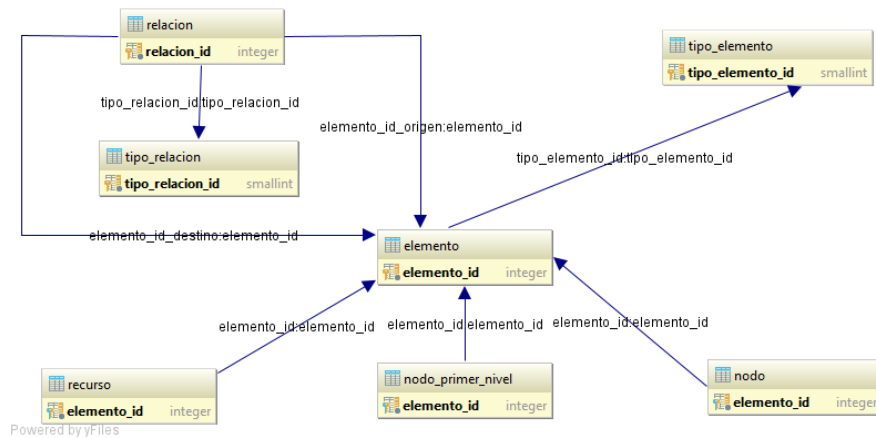 relacion
relacion_id integer
tipo_elemento
tipo_elemento_id smallint
tipo_relacion_id:tipo_relacion_id
elemento_id_origen:elemento_id
tipo_relacion
tipo_relacion_id smallint
tipo_elemento_id:tipo_elemento_id
elemento_id_destino:elemento_id
elemento
elemento_id integer
elemento_id:elemento_id
elemento_id:elemento_id
elemento_id:elemento_id
recurso
elemento_id integer
nodo_primer_nivel
elemento_id integer
nodo
elemento_id integer
Powered by yFiles